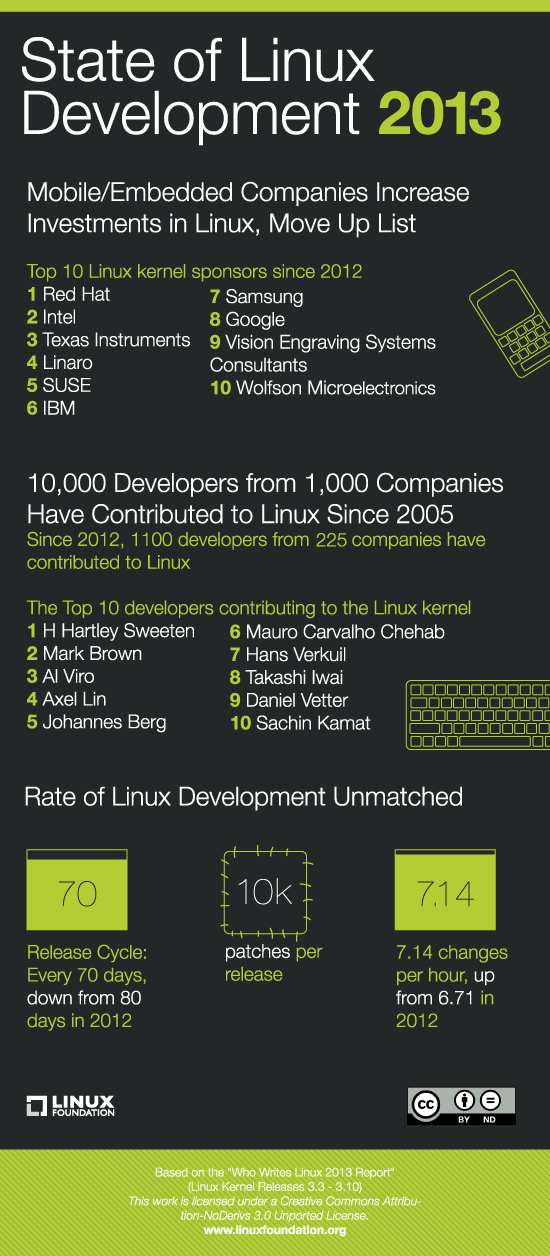 State of Linux
Development 2013
Mobile/Embedded Companies Increase
Investments in Linux, Move Up List
Top 10 Linux kernel sponsors since 2012
1 Red Hat
2 Intel
3 Texas Instruments
4 Linaro
5 SUSE
6 IBM
7 Samsung
8 Google
9 Vision Engraving Systems
Consultants
10 Wolfson Microelectronics
10,000 Developers from 1,000 Companies
Have Contributed to Linux Since 2005
Since 2012, 1100 developers from 225 companies have
contributed to Linux
The Top 10 developers contributing to the Linux kernel
1 H Hartley Sweeten
2 Mark Brown
3 Al Viro
4 Axel Lin
5 Johannes Berg
6 Mauro Carvalho Chehab
7 Hans Verkuil
8 Takashi Iwai
9 Daniel Vetter
10 Sachin Kamat
Rate of Linux Development Unmatched
70
Release Cycle:
Every 70 days,
down from 80
days in 2012
10k
patches per
release
7.14
7.14 changes
per hour, up
from 6.71 in
2012
LINUX
FOUNDATION
cc
BY ND
Based on the "Who Writes Linux 2013 Report"
(Linux Kernel Releases 3.3 - 3.10)
This work is licensed under a Creative Commons Attribu-
tion-NoDerivs 3.0 Unported License.
www.linuxfoundation.org